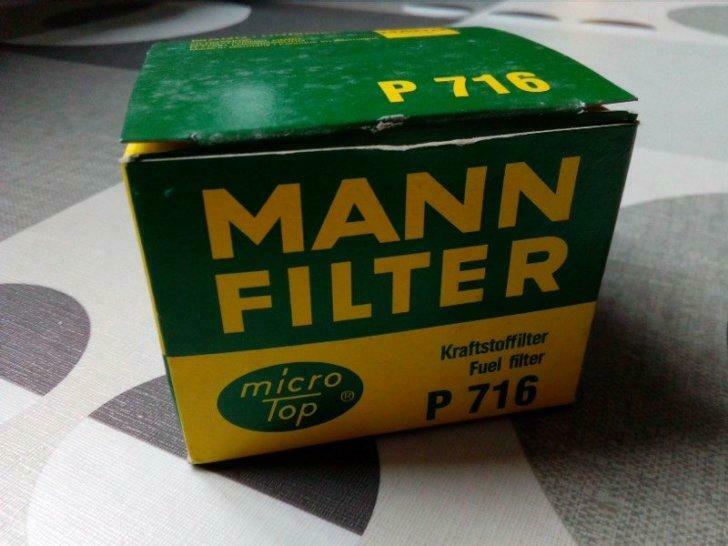 P 716
MANN
FILTER
micro
Top ®
Kraftstoffilter
Fuel filter
P 716